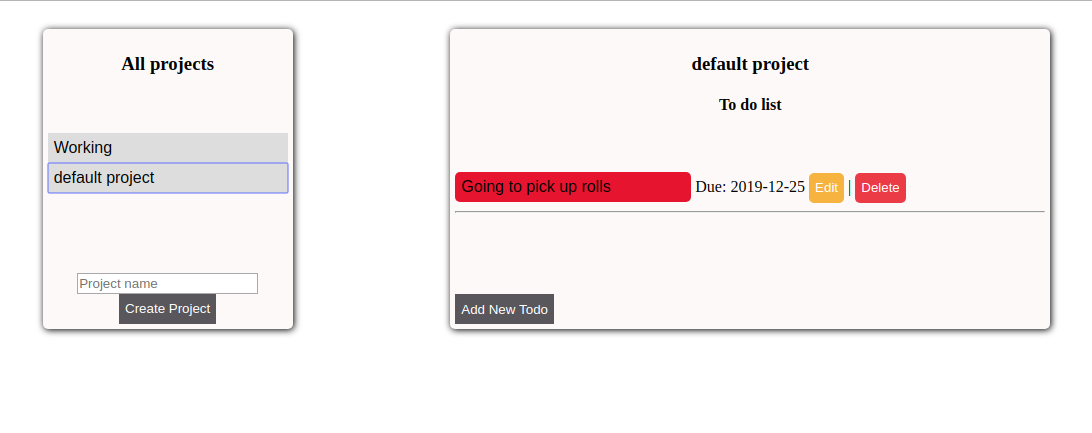 All projects
Working
default project
Project name
Create Project
default project
To do list
Going to pick up rolls Due: 2019-12-25 Edit | Delete
Add New Todo